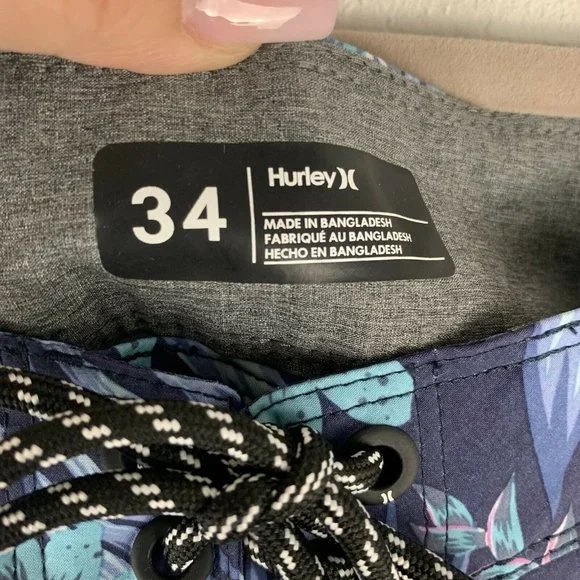 34
Hurley
MADE IN BANGLADESH
FABRIQUÉ AU BANGLADESH
HECHO EN BANGLADESH